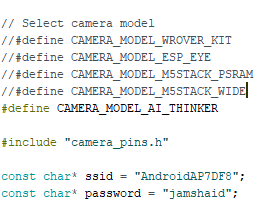 // Select camera model
//#define CAMERA_MODEL_WROVER_KIT
//#define CAMERA_MODEL_ESP_EYE
//#define CAMERA_MODEL_M5STACK_PSRAM
//#define CAMERA_MODEL_M5STACK_WIDE
#define CAMERA_MODEL_AI_THINKER
#include "camera_pins.h"
const char* ssid = "AndroidAP7DF8";
const char* password = "jamshaid";